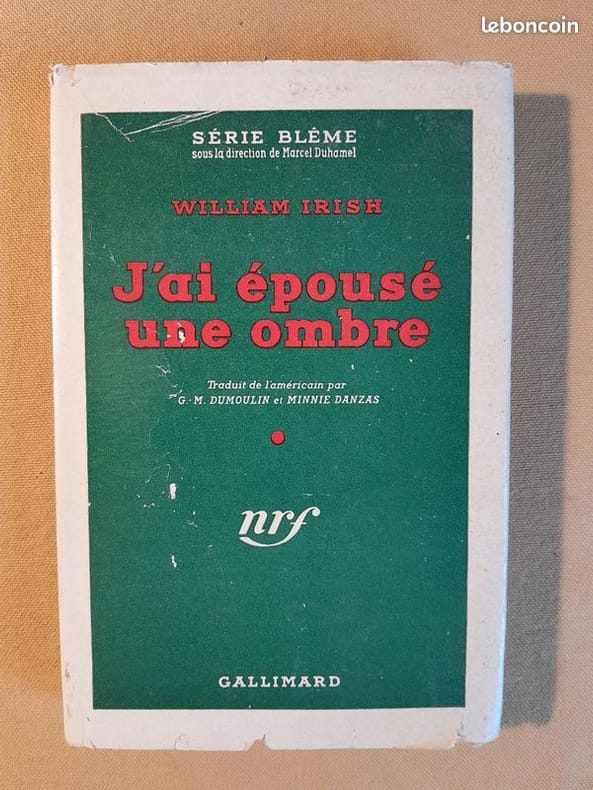 leboncoin
SÉRIE BLÊME
sous la direction de Marcel Duhamel
WILLIAM IRISH
J'ai épousé
une ombre
Traduit de l'américain par
G.-M. DUMOULIN et MINNIE DANZAS
nrf
GALLIMARD